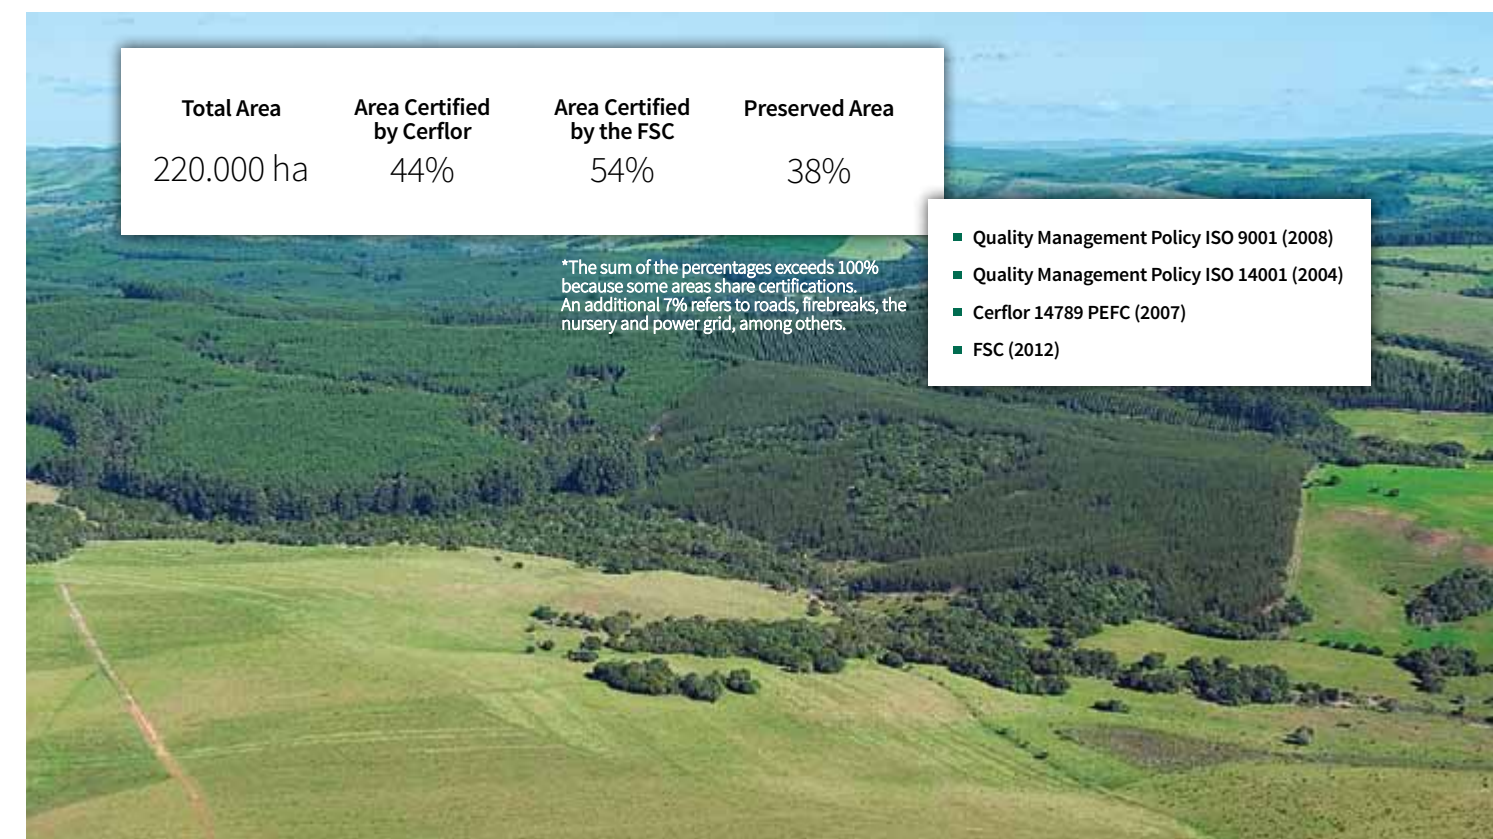 Total Area
220.000 ha
Area Certified
by Cerflor
44%
Area Certified
by the FSC
54%
Preserved Area
38%
*The sum of the percentages exceeds 100%
because some areas share certifications.
An additional 7% refers to roads, firebreaks, the
nursery and power grid, among others.
Quality Management Policy ISO 9001 (2008)
Quality Management Policy ISO 14001 (2004)
Cerflor 14789 PEFC (2007)
FSC (2012)